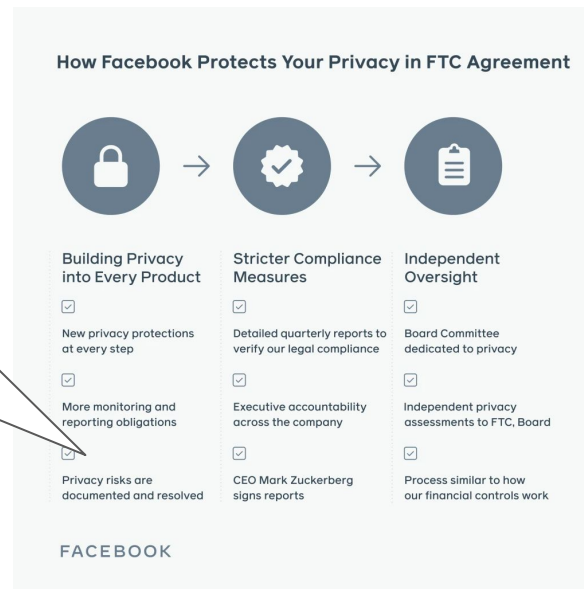 How Facebook Protects Your Privacy in FTC Agreement
Building Privacy
into Every Product
New privacy protections
at every step
More monitoring and
reporting obligations
Privacy risks are
documented and resolved
Stricter Compliance
Measures
Detailed quarterly reports to
verify our legal compliance
Executive accountability
across the company
CEO Mark Zuckerberg
signs reports
Independent
Oversight
Board Committee
dedicated to privacy
Independent privacy
assessments to FTC, Board
Process similar to how
our financial controls work
FACEBOOK